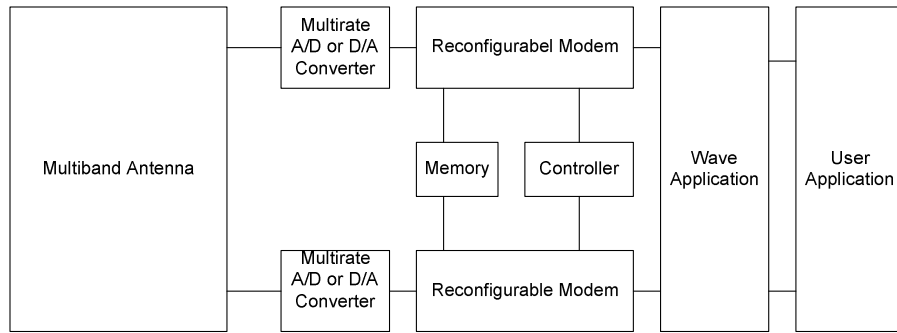 Multiband Antenna
Multirate
A/D or D/A
Converter
Reconfigurabel Modem
Memory
Controller
Multirate
A/D or D/A
Converter
Reconfigurable Modem
Wave
Application
User
Application